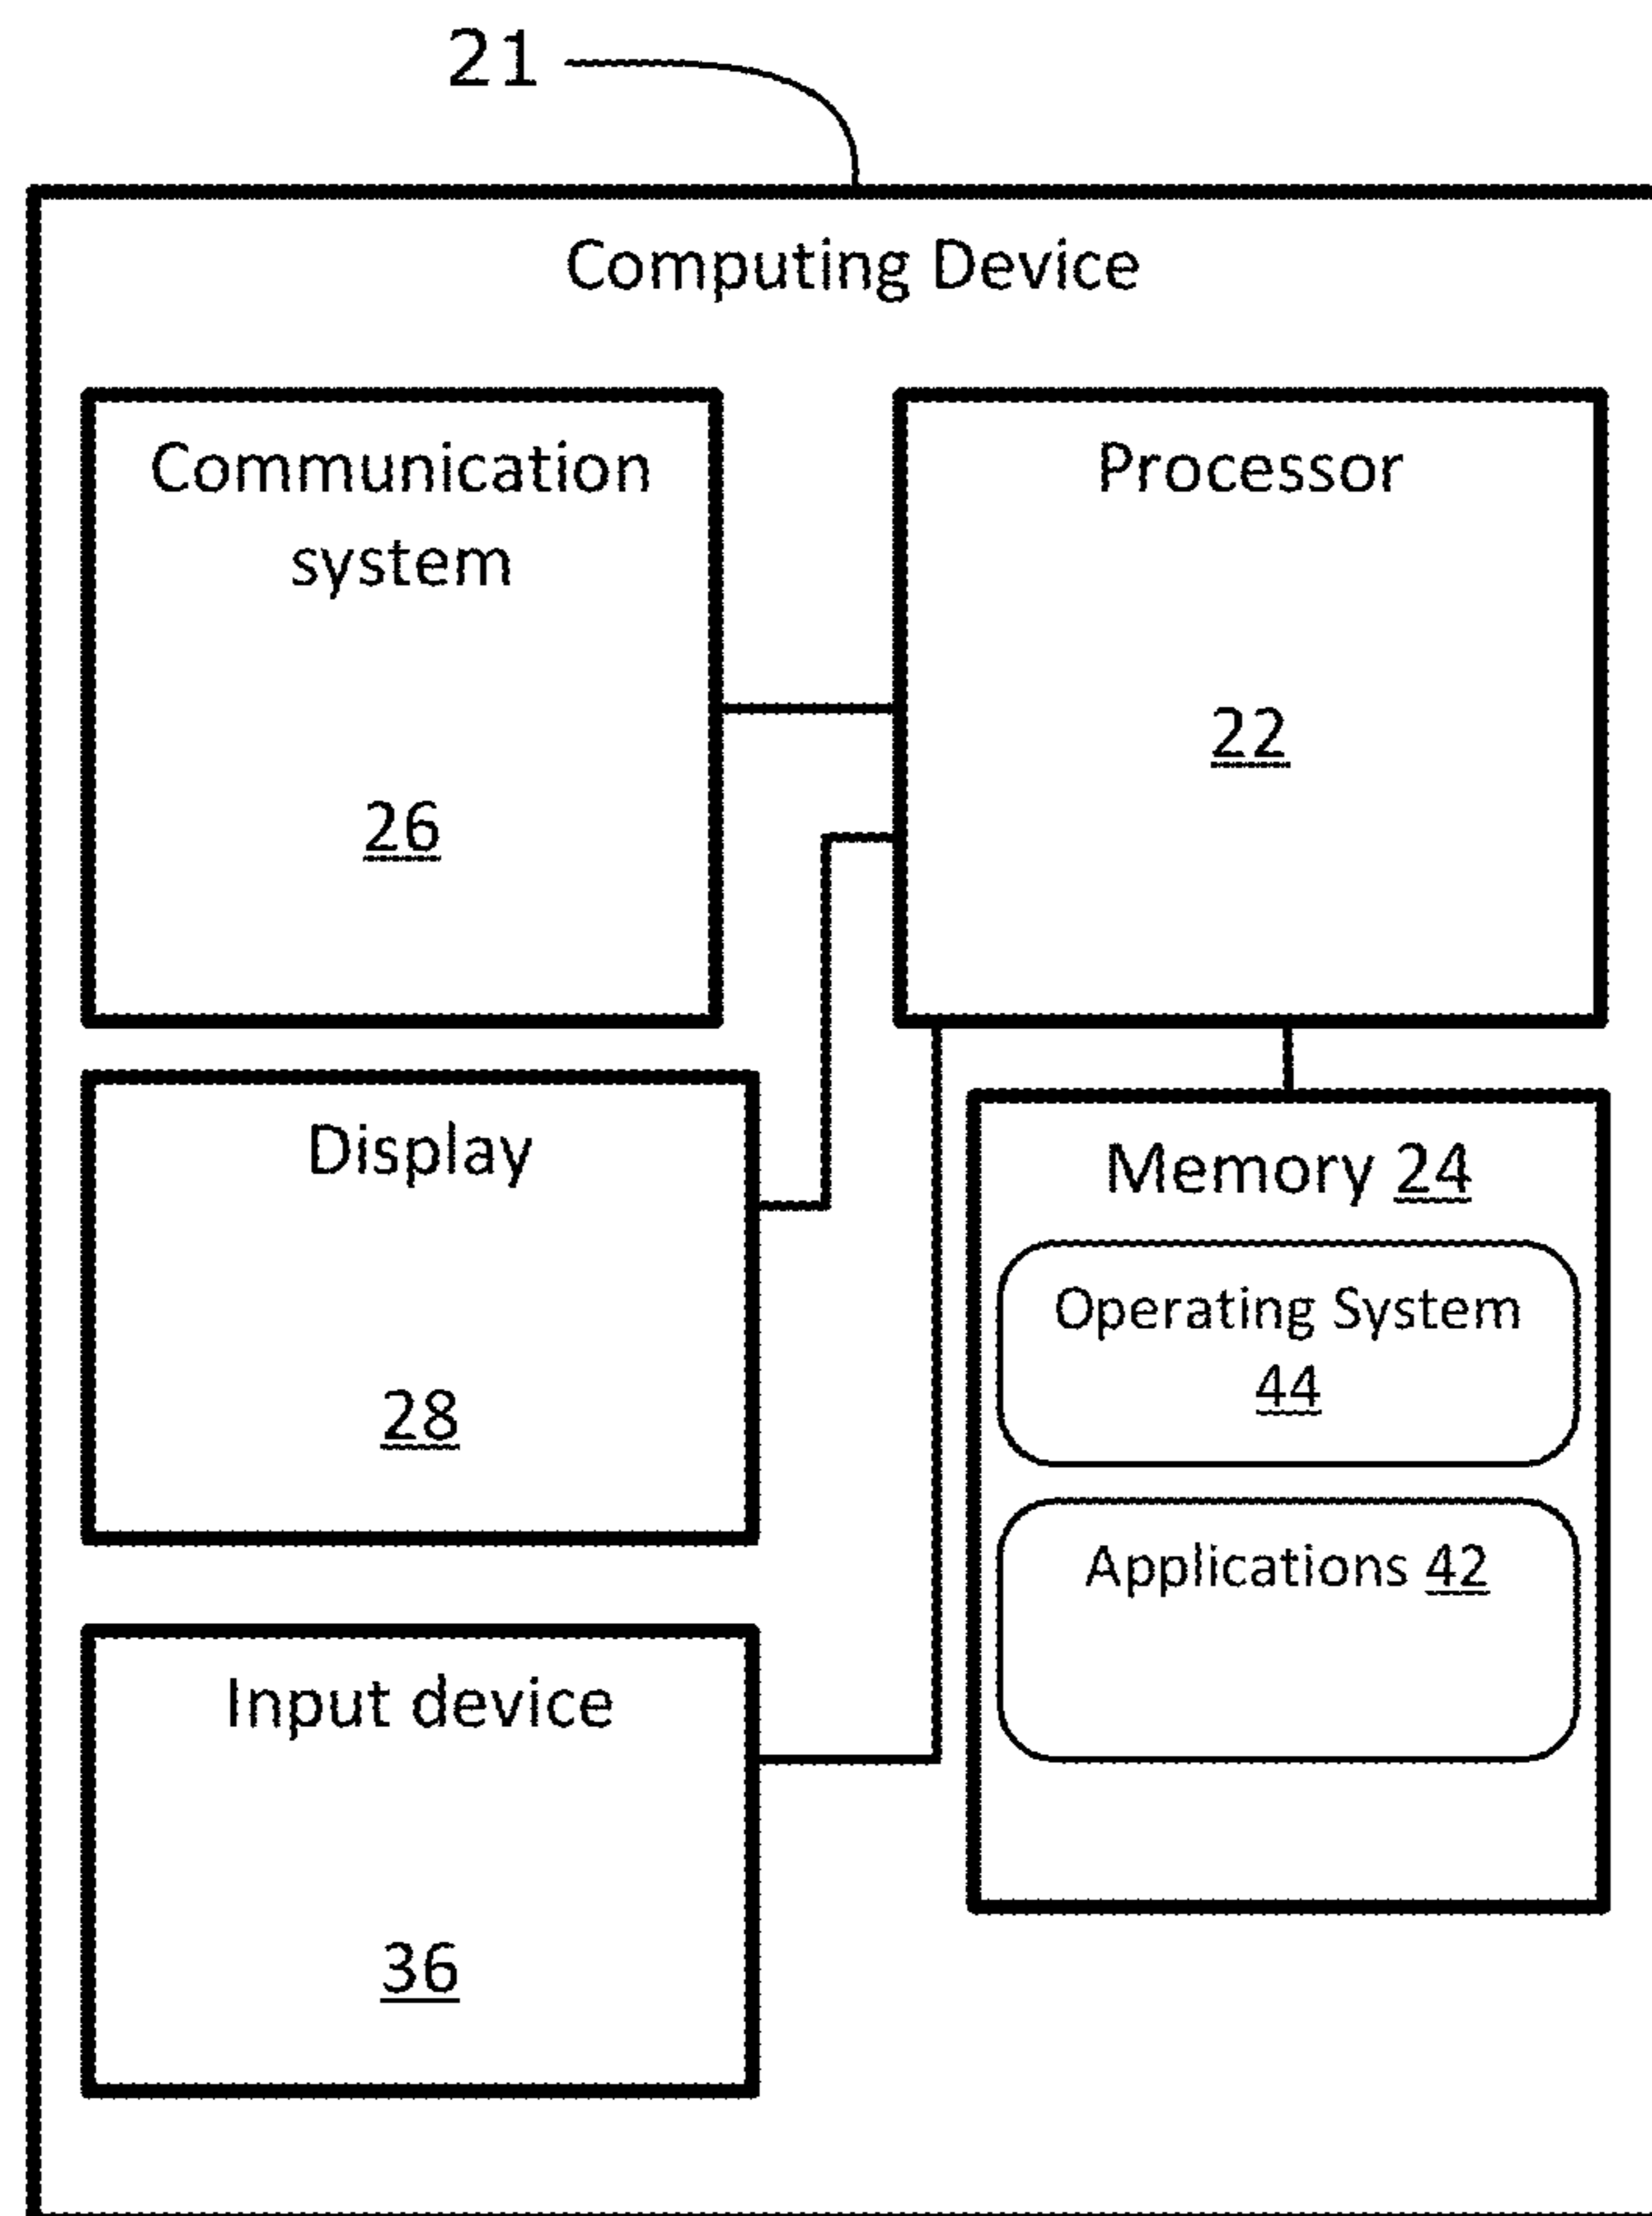 21
Computing Device
Communication
system
26
Processor
22
Display
28
Memory 24
Operating System
44
Applications 42
Input device
36